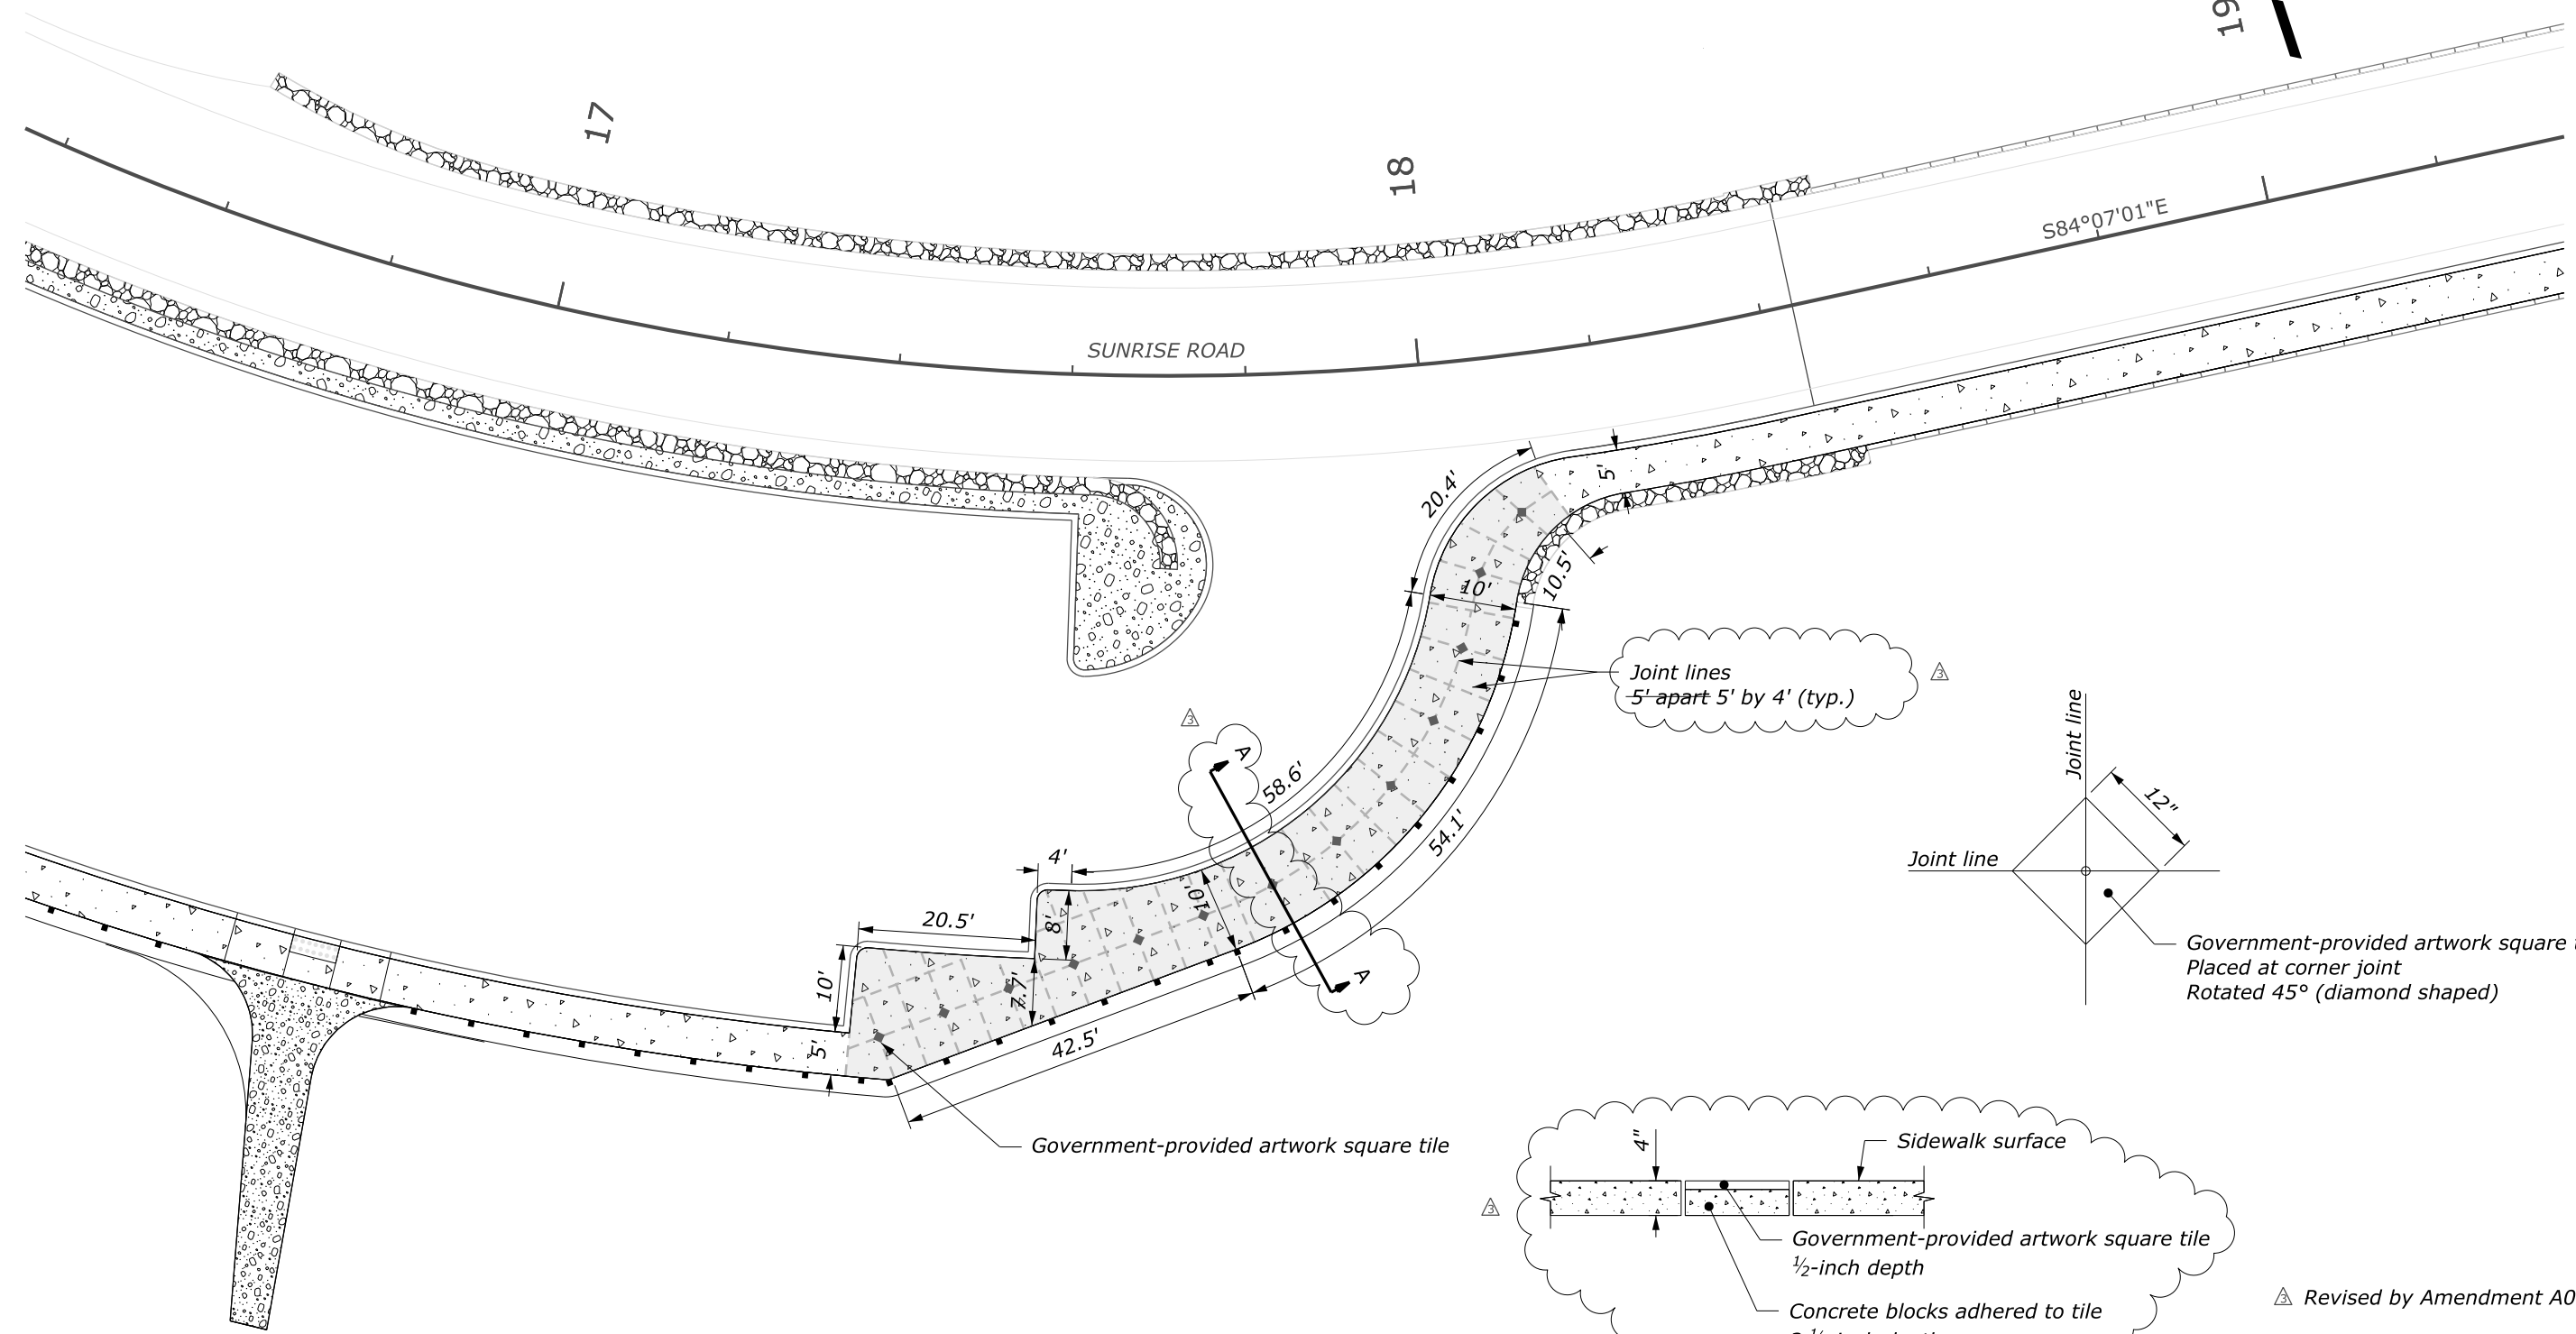 19
17
18
S84°07'01"E
SUNRISE ROAD
20.4'
5'
10'
10.5'
Joint lines
5' apart 5' by 4' (typ.)
3
3
A
58.6'
54.1'
Joint line
12"
Joint line
4'
10'
8'
20.5'
10'
7.7'
A
5'
42.5'
Government-provided artwork square
Placed at corner joint
Rotated 45° (diamond shaped)
Government-provided artwork square tile
4"
Sidewalk surface
3
Government-provided artwork square tile
½-inch depth
Concrete blocks adhered to tile
3 Revised by Amendment A0